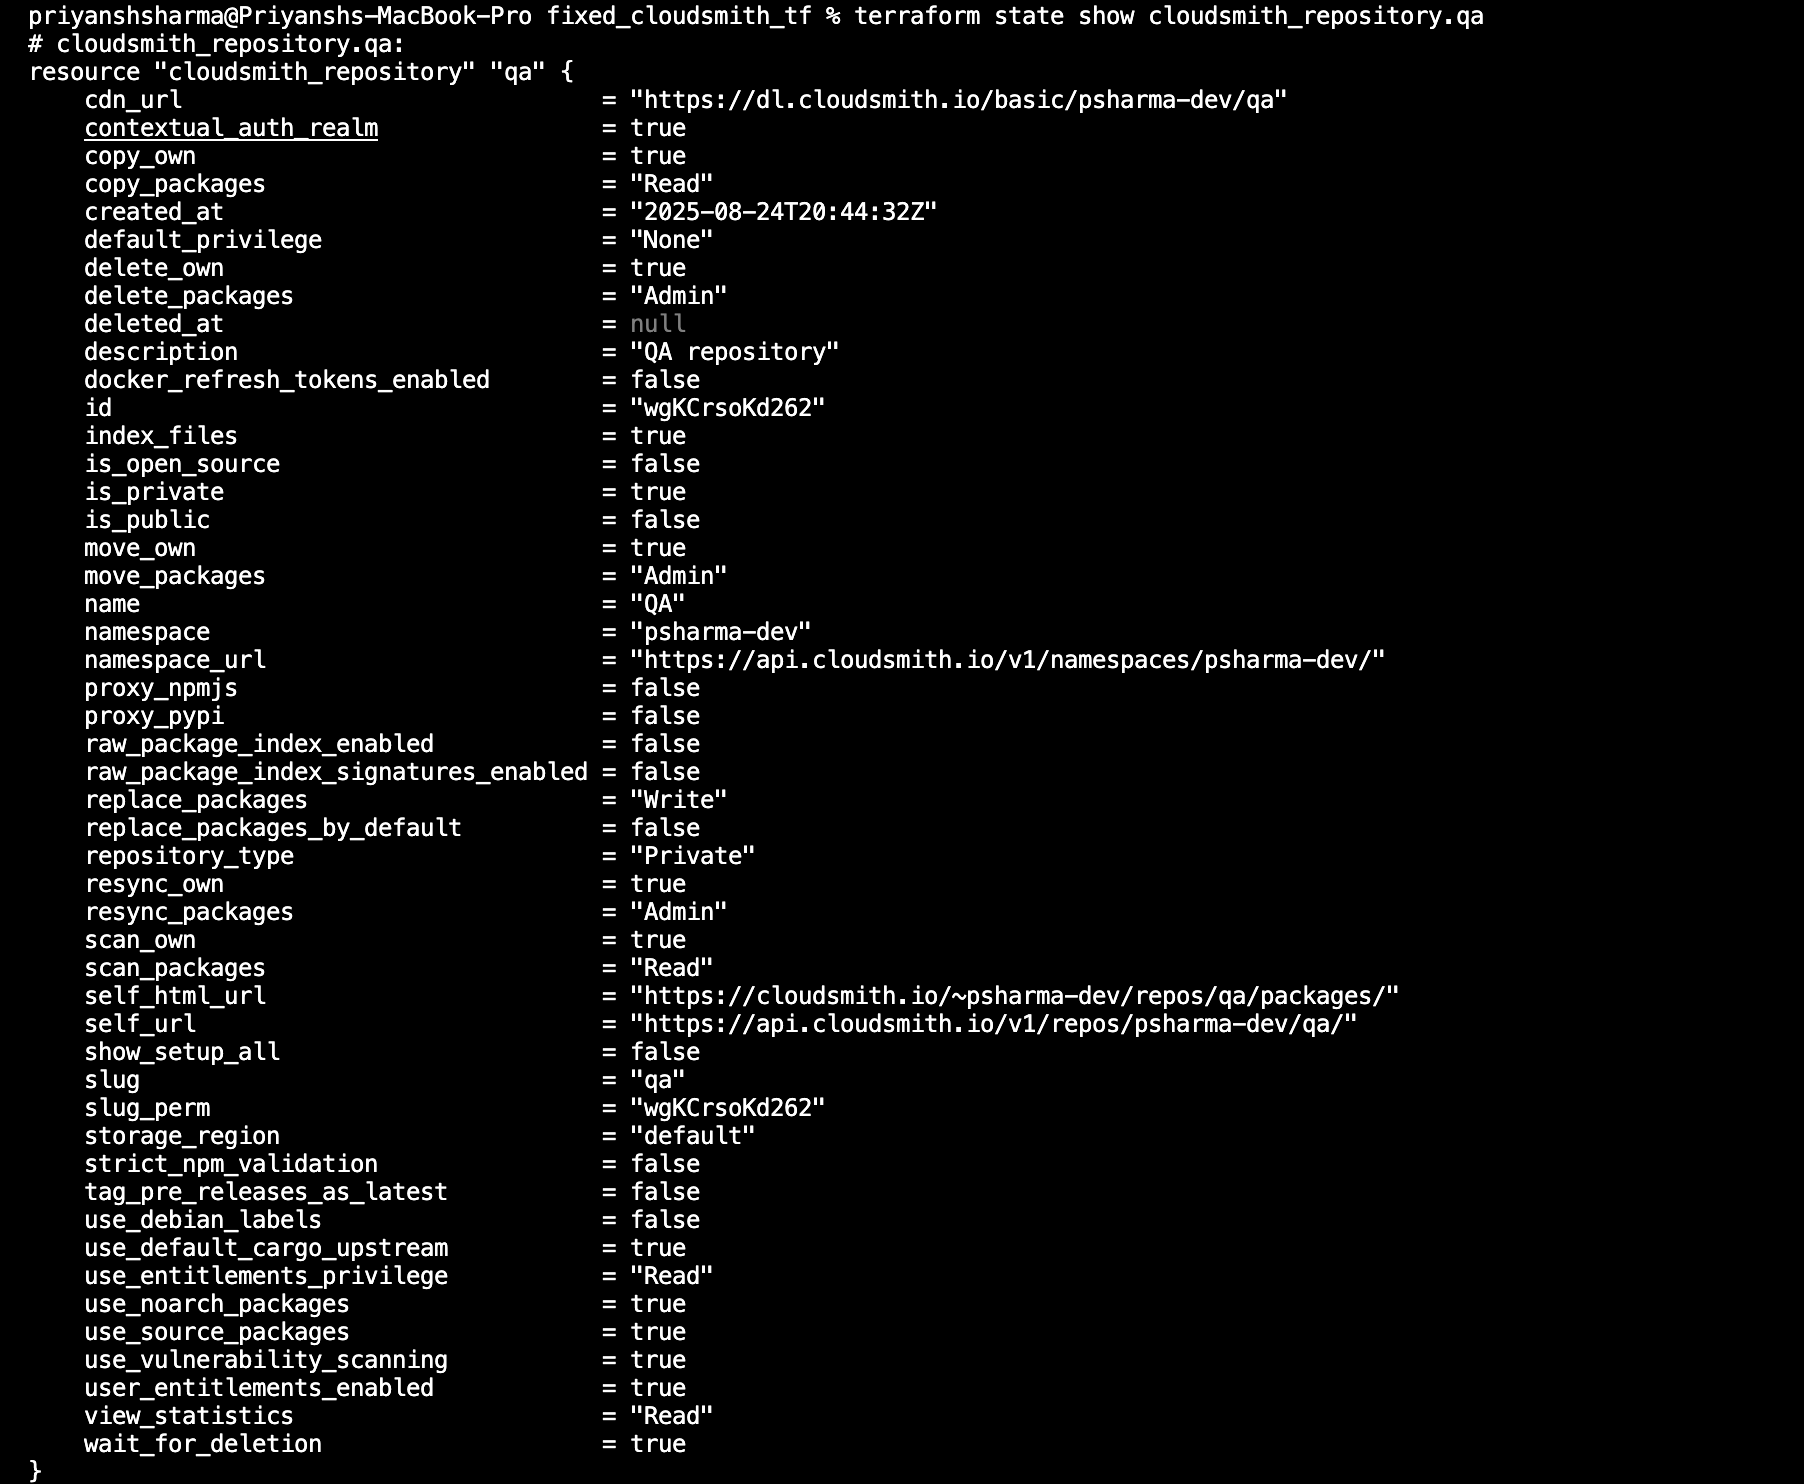 priyanshsharma@Priyanshs-MacBook-Pro fixed_cloudsmith_tf % terraform state show cloudsmith_repository.qa
# cloudsmith_repository.qa:
resource "cloudsmith_repository" "qa" {
    cdn_url                              = "https://dl.cloudsmith.io/basic/psharma-dev/qa"
    contextual_auth_realm                = true
    copy_own                             = true
    copy_packages                        = "Read"
    created_at                           = "2025-08-24T20:44:32Z"
    default_privilege                    = "None"
    delete_own                           = true
    delete_packages                      = "Admin"
    deleted_at                           = null
    description                          = "QA repository"
    docker_refresh_tokens_enabled        = false
    id                                   = "wgKCrsoKd262"
    index_files                          = true
    is_open_source                       = false
    is_private                           = true
    is_public                            = false
    move_own                             = true
    move_packages                        = "Admin"
    name                                 = "QA"
    namespace                            = "psharma-dev"
    namespace_url                        = "https://api.cloudsmith.io/v1/namespaces/psharma-dev/"
    proxy_npmjs                          = false
    proxy_pypi                           = false
    raw_package_index_enabled            = false
    raw_package_index_signatures_enabled = false
    replace_packages                     = "Write"
    replace_packages_by_default          = false
    repository_type                      = "Private"
    resync_own                           = true
    resync_packages                      = "Admin"
    scan_own                             = true
    scan_packages                        = "Read"
    self_html_url                        = "https://cloudsmith.io/~psharma-dev/repos/qa/packages/"
    self_url                             = "https://api.cloudsmith.io/v1/repos/psharma-dev/qa/"
    show_setup_all                       = false
    slug                                 = "qa"
    slug_perm                            = "wgKCrsoKd262"
    storage_region                       = "default"
    strict_npm_validation                = false
    tag_pre_releases_as_latest           = false
    use_debian_labels                    = false
    use_default_cargo_upstream           = true
    use_entitlements_privilege           = "Read"
    use_noarch_packages                  = true
    use_source_packages                  = true
    use_vulnerability_scanning           = true
    user_entitlements_enabled            = true
    view_statistics                      = "Read"
    wait_for_deletion                    = true
}